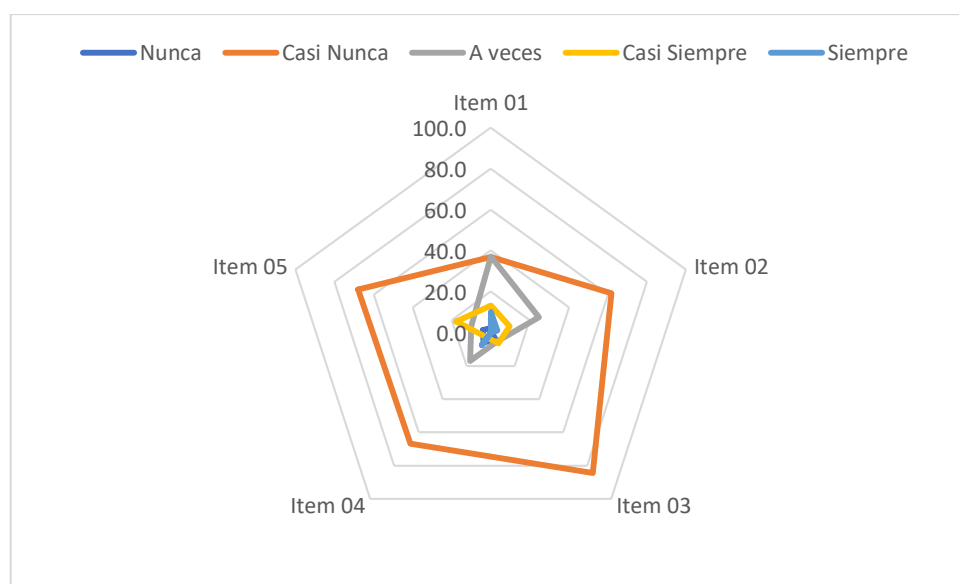 Nunca Casi Nunca A veces Casi Siempre Siempre
Item 01
100.0
80.0
60.0
40.0
20.0
0.0
Item 05
Item 02
Item 04
Item 03